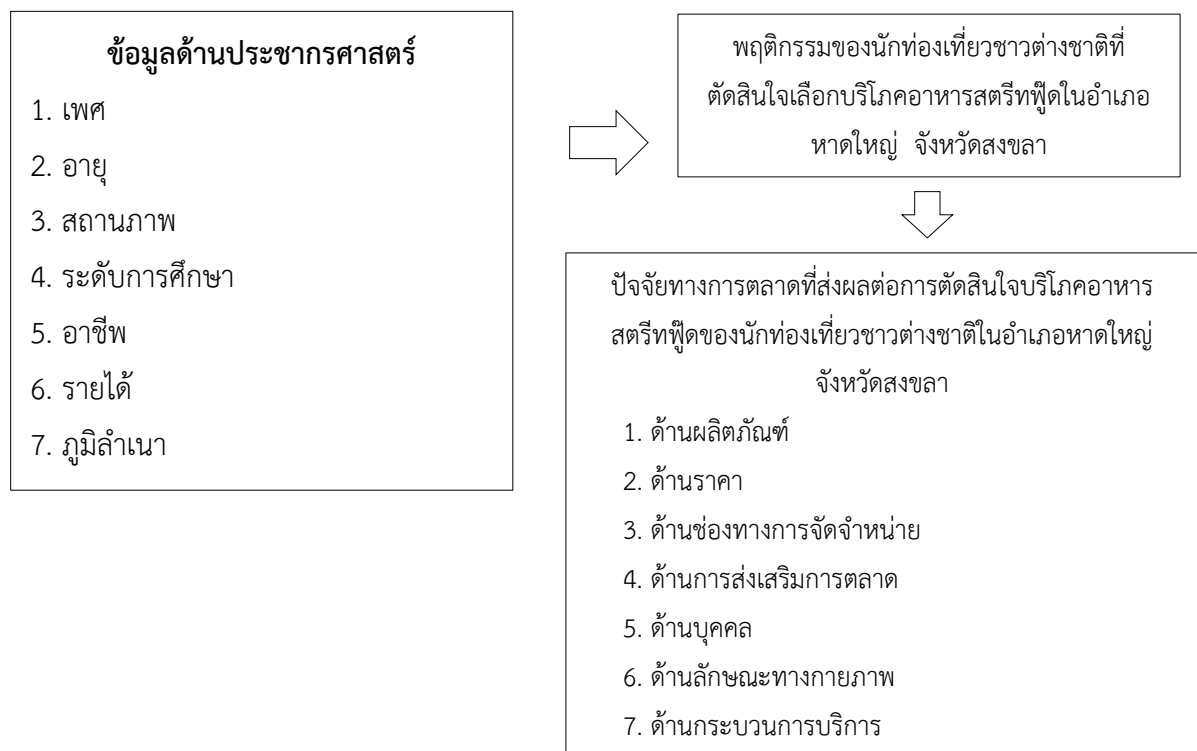 ข้อมูลด้านประชากรศาสตร์
1. เพศ
2. อายุ
3. สถานภาพ
4. ระดับการศึกษา
5. อาชีพ
6. รายได้
7. ภูมิลำเนา
พฤติกรรมของนักท่องเที่ยวชาวต่างชาติที่
ตัดสินใจเลือกบริโภคอาหารสตรีทฟู๊ดในอำเภอ
หาดใหญ่ จังหวัดสงขลา
ปัจจัยทางการตลาดที่ส่งผลต่อการตัดสินใจบริโภคอาหาร
สตรีทฟู๊ดของนักท่องเที่ยวชาวต่างชาติในอำเภอหาดใหญ่
จังหวัดสงขลา
1. ด้านผลิตภัณฑ์
2. ด้านราคา
3. ด้านช่องทางการจัดจำหน่าย
4. ด้านการส่งเสริมการตลาด
5. ด้านบุคคล
6. ด้านลักษณะทางกายภาพ
7. ด้านกระบวนการบริการ